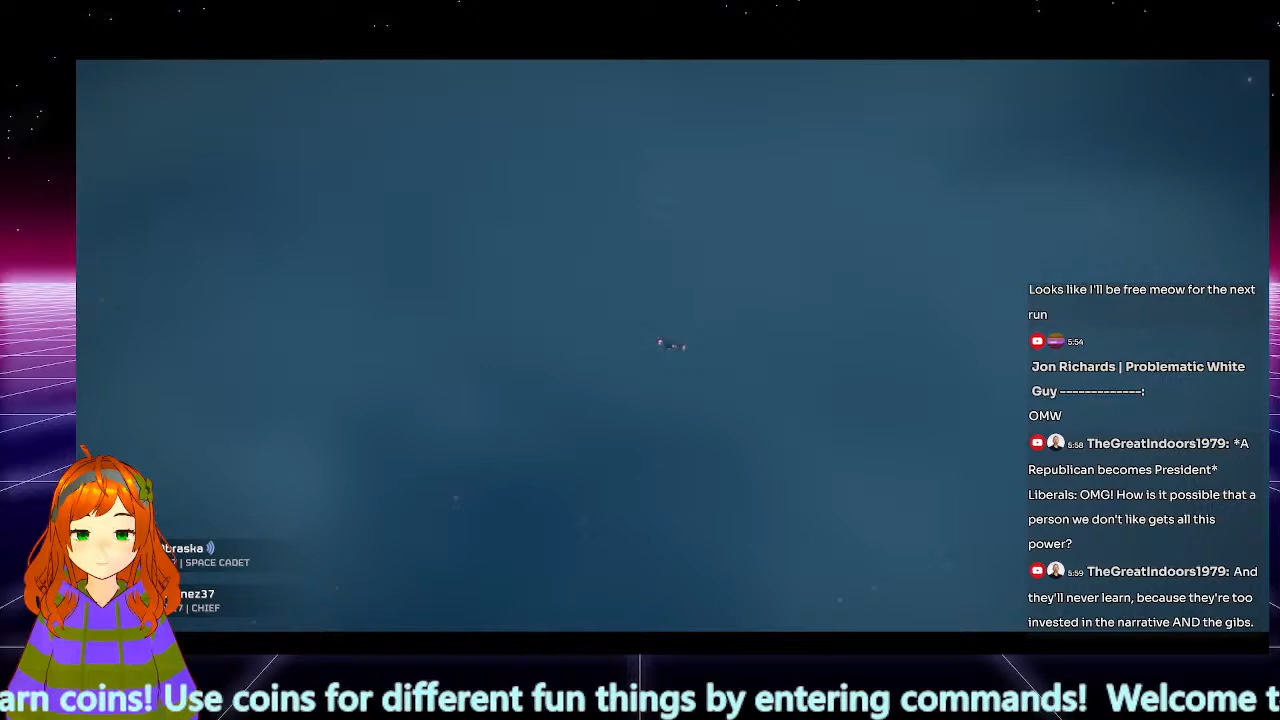 Looks like I'll be free meow for the next
run
5:54
Jon Richards | Problematic White
Guy -------------:
OMW
5:58 TheGreatIndoors1979: *A
Republican becomes President*
Liberals: OMG! How is it possible that a
person we don't like gets all this
power?
5:59 TheGreatIndoors1979: And
they'll never learn, because they're too
invested in the narrative AND the gibs.
| SPACE CADET
| CHIEF
earn coins! Use coins for different fun things by entering commands! Welcome